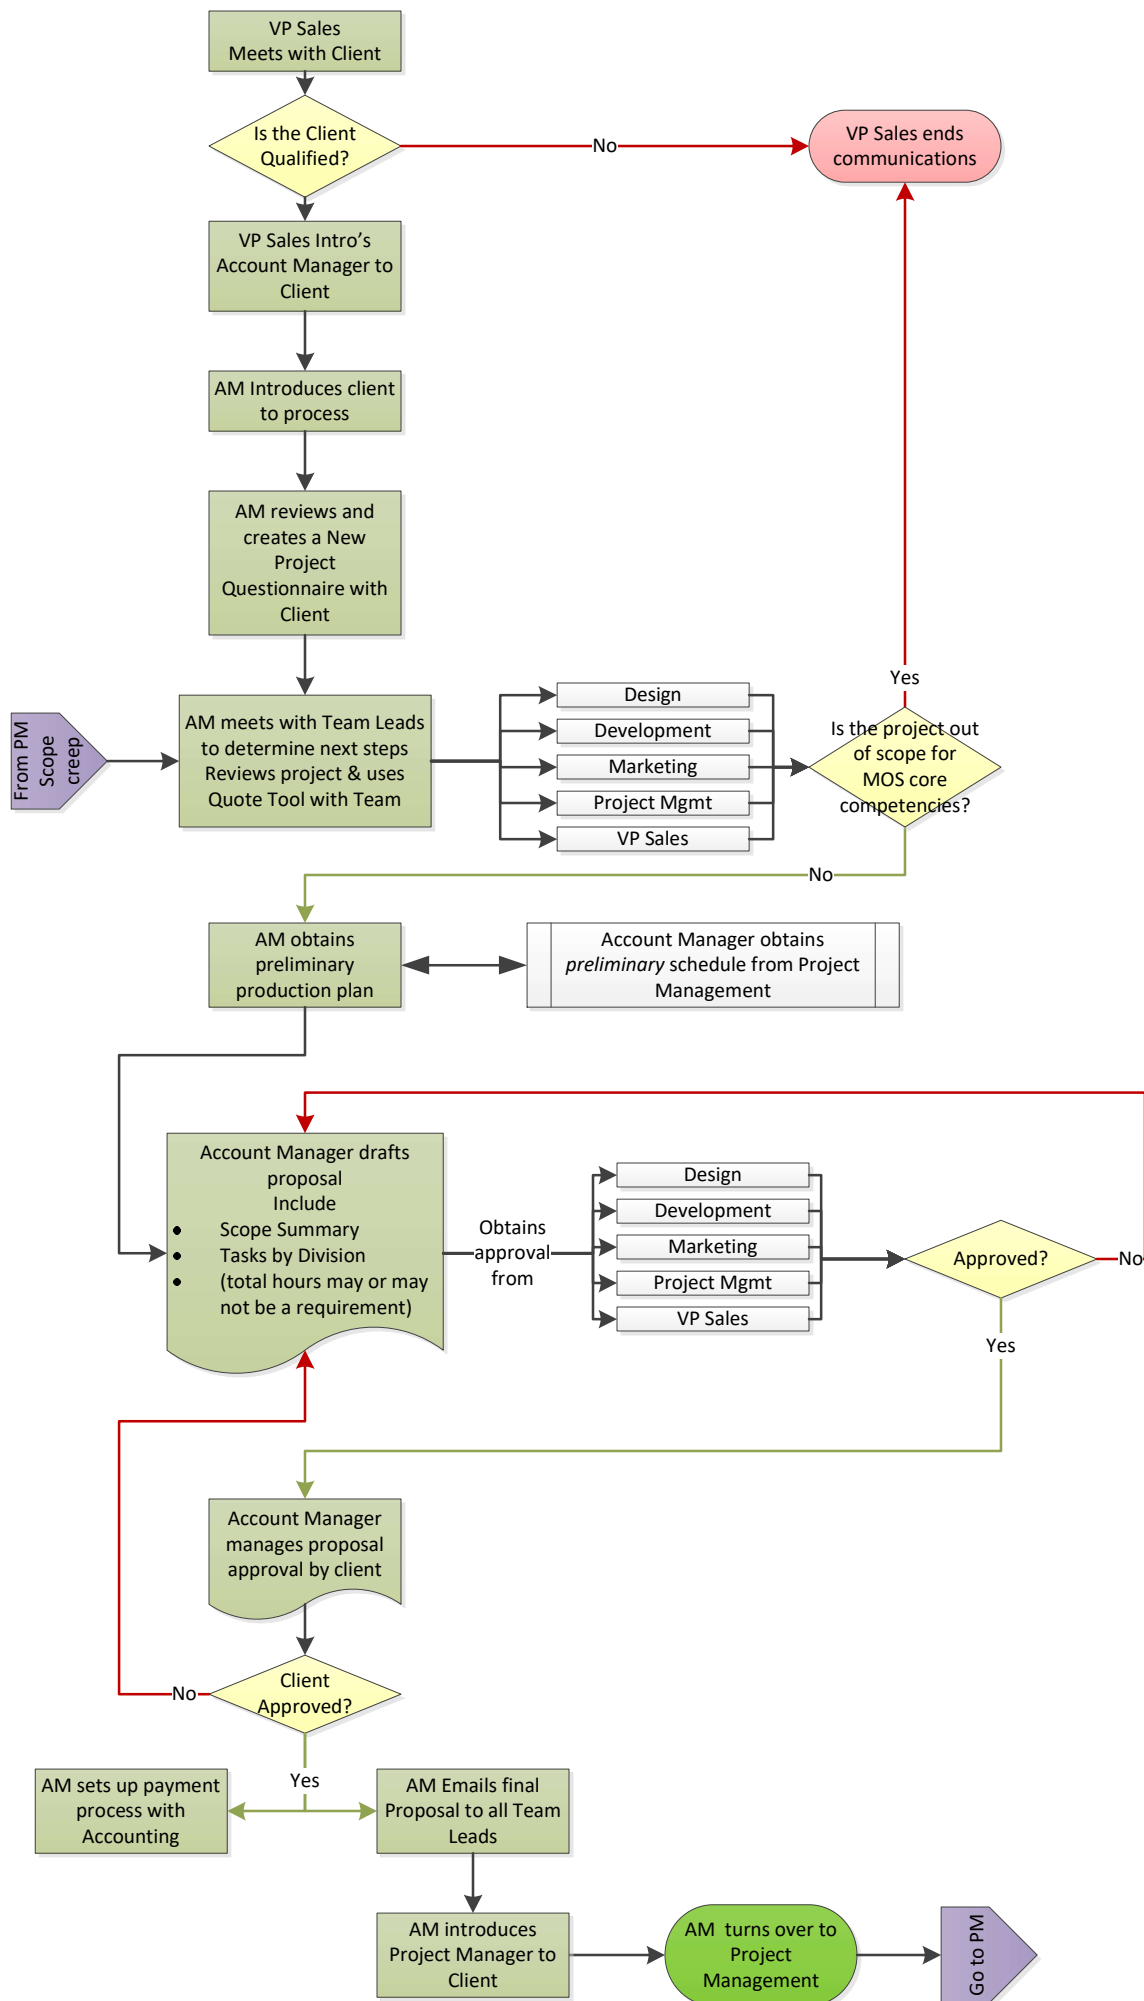 VP Sales
Meets with Client
Is the Client
Qualified?
No
VP Sales ends
communications
VP Sales Intro’s
Account Manager to
Client
AM Introduces client
to process
AM reviews and
creates a New
Project
Questionnaire with
Client
From PM
Scope
creep
AM meets with Team Leads
to determine next steps
Reviews project & uses
Quote Tool with Team
Design
Development
Marketing
Project Mgmt
VP Sales
Yes
Is the project out
of scope for
MOS core
competencies?
No
AM obtains
preliminary
production plan
Account Manager obtains
preliminary schedule from Project
Management
Account Manager drafts
proposal
Include
• Scope Summary
• Tasks by Division
• (total hours may or may
not be a requirement)
Obtains
approval
from
Design
Development
Marketing
Project Mgmt
VP Sales
Approved?
No
Yes
Account Manager
manages proposal
approval by client
Client
Approved?
No
Yes
AM sets up payment
process with
Accounting
AM Emails final
Proposal to all Team
Leads
AM introduces
Project Manager to
Client
AM  turns over to
Project
Management
Go to PM